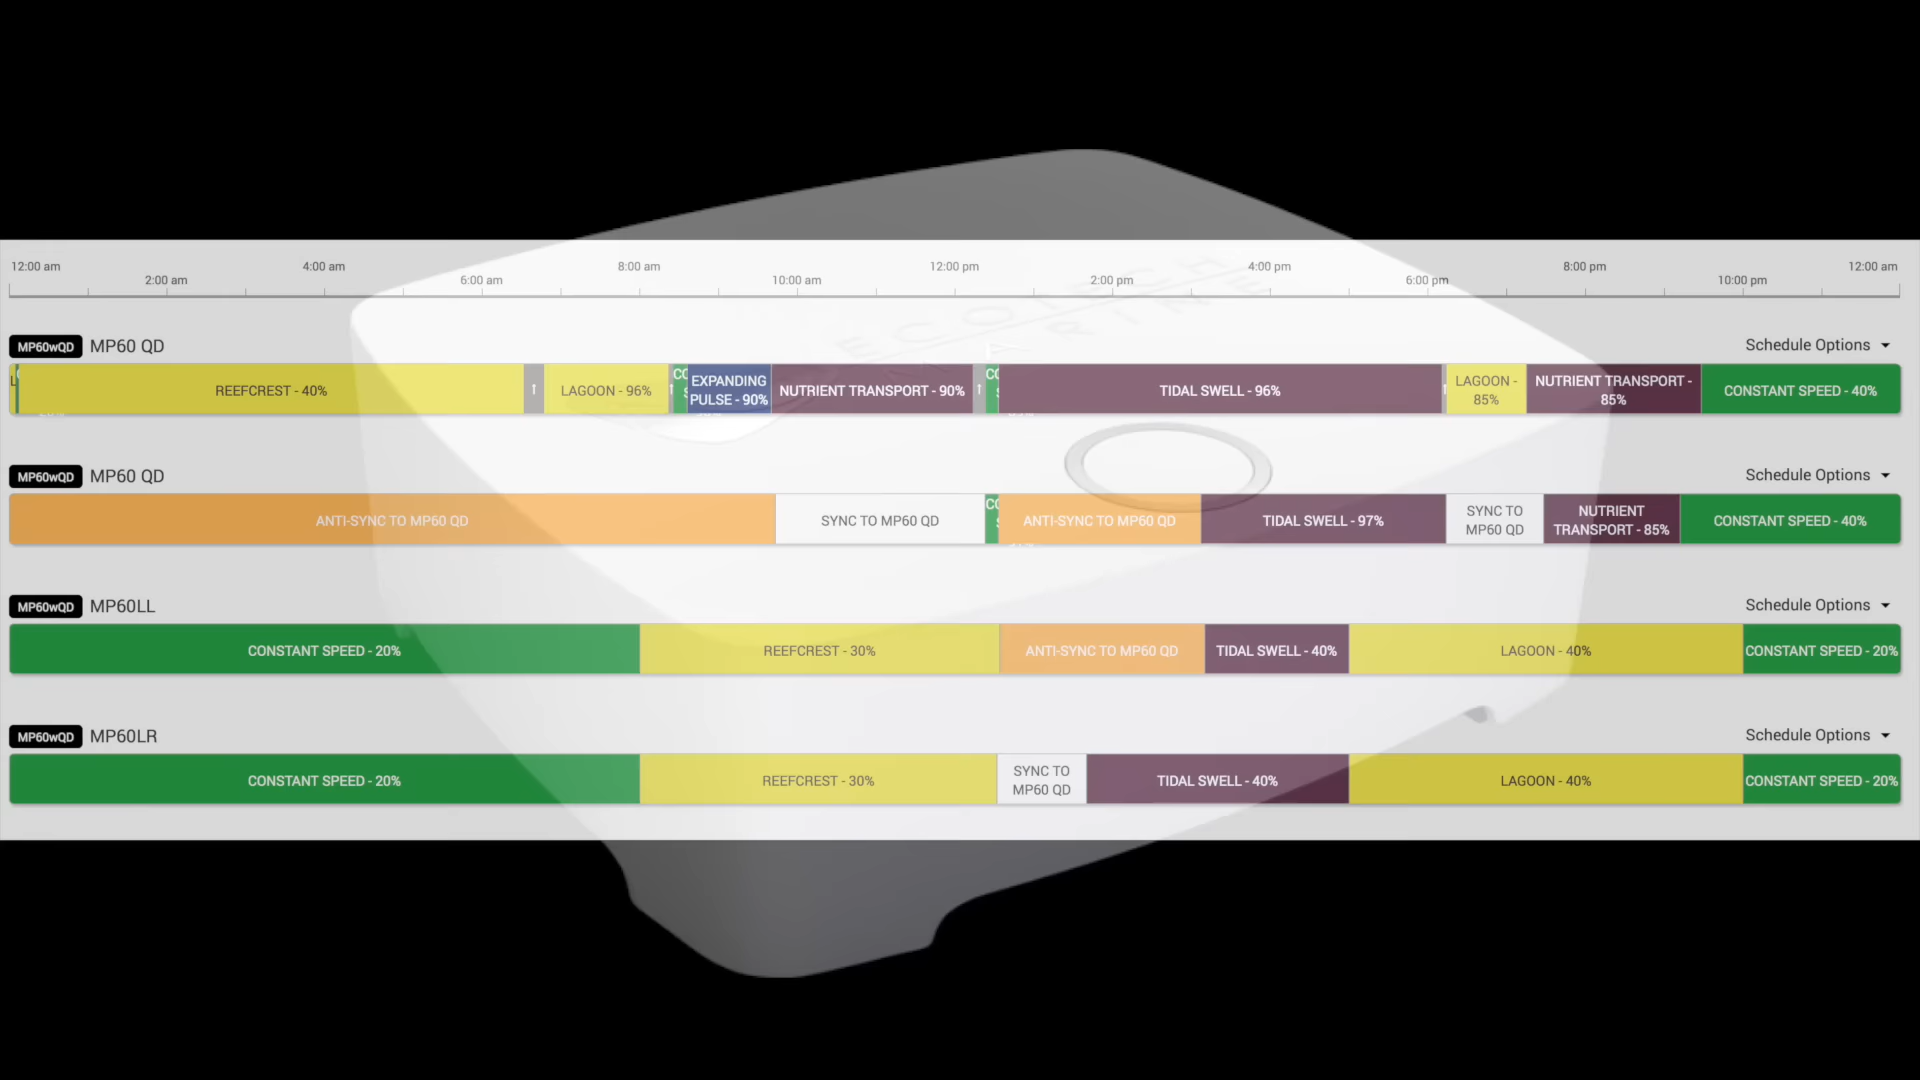 12:00 am
4:00 am
8:00 am
12:00 pm
4:00 pm
8:00 pm
12:00 am
2:00 am
6:00 am
10:00 am
2:00 pm
6:00 pm
10:00 pm
ECOTECH
MARINE
MP60wQD MP60 QD
Schedule Options
REEFCREST - 40%
LAGOON - 96%
EXPANDING
PULSE - 90%
NUTRIENT TRANSPORT - 90%
TIDAL SWELL - 96%
LAGOON -
85%
NUTRIENT TRANSPORT -
85%
CONSTANT SPEED - 40%
MP60wQD MP60 QD
Schedule Options
ANTI-SYNC TO MP60 QD
SYNC TO MP60 QD
ANTI-SYNC TO MP60 QD
TIDAL SWELL - 97%
SYNC TO
MP60 QD
NUTRIENT
TRANSPORT - 85%
CONSTANT SPEED - 40%
MP60wQD MP60LL
Schedule Options
CONSTANT SPEED - 20%
REEFCREST - 30%
ANTI-SYNC TO MP60 QD
TIDAL SWELL - 40%
LAGOON - 40%
CONSTANT SPEED - 20%
MP60wQD MP60LR
Schedule Options
CONSTANT SPEED - 20%
REEFCREST - 30%
SYNC TO
MP60 QD
TIDAL SWELL - 40%
LAGOON - 40%
CONSTANT SPEED - 20%